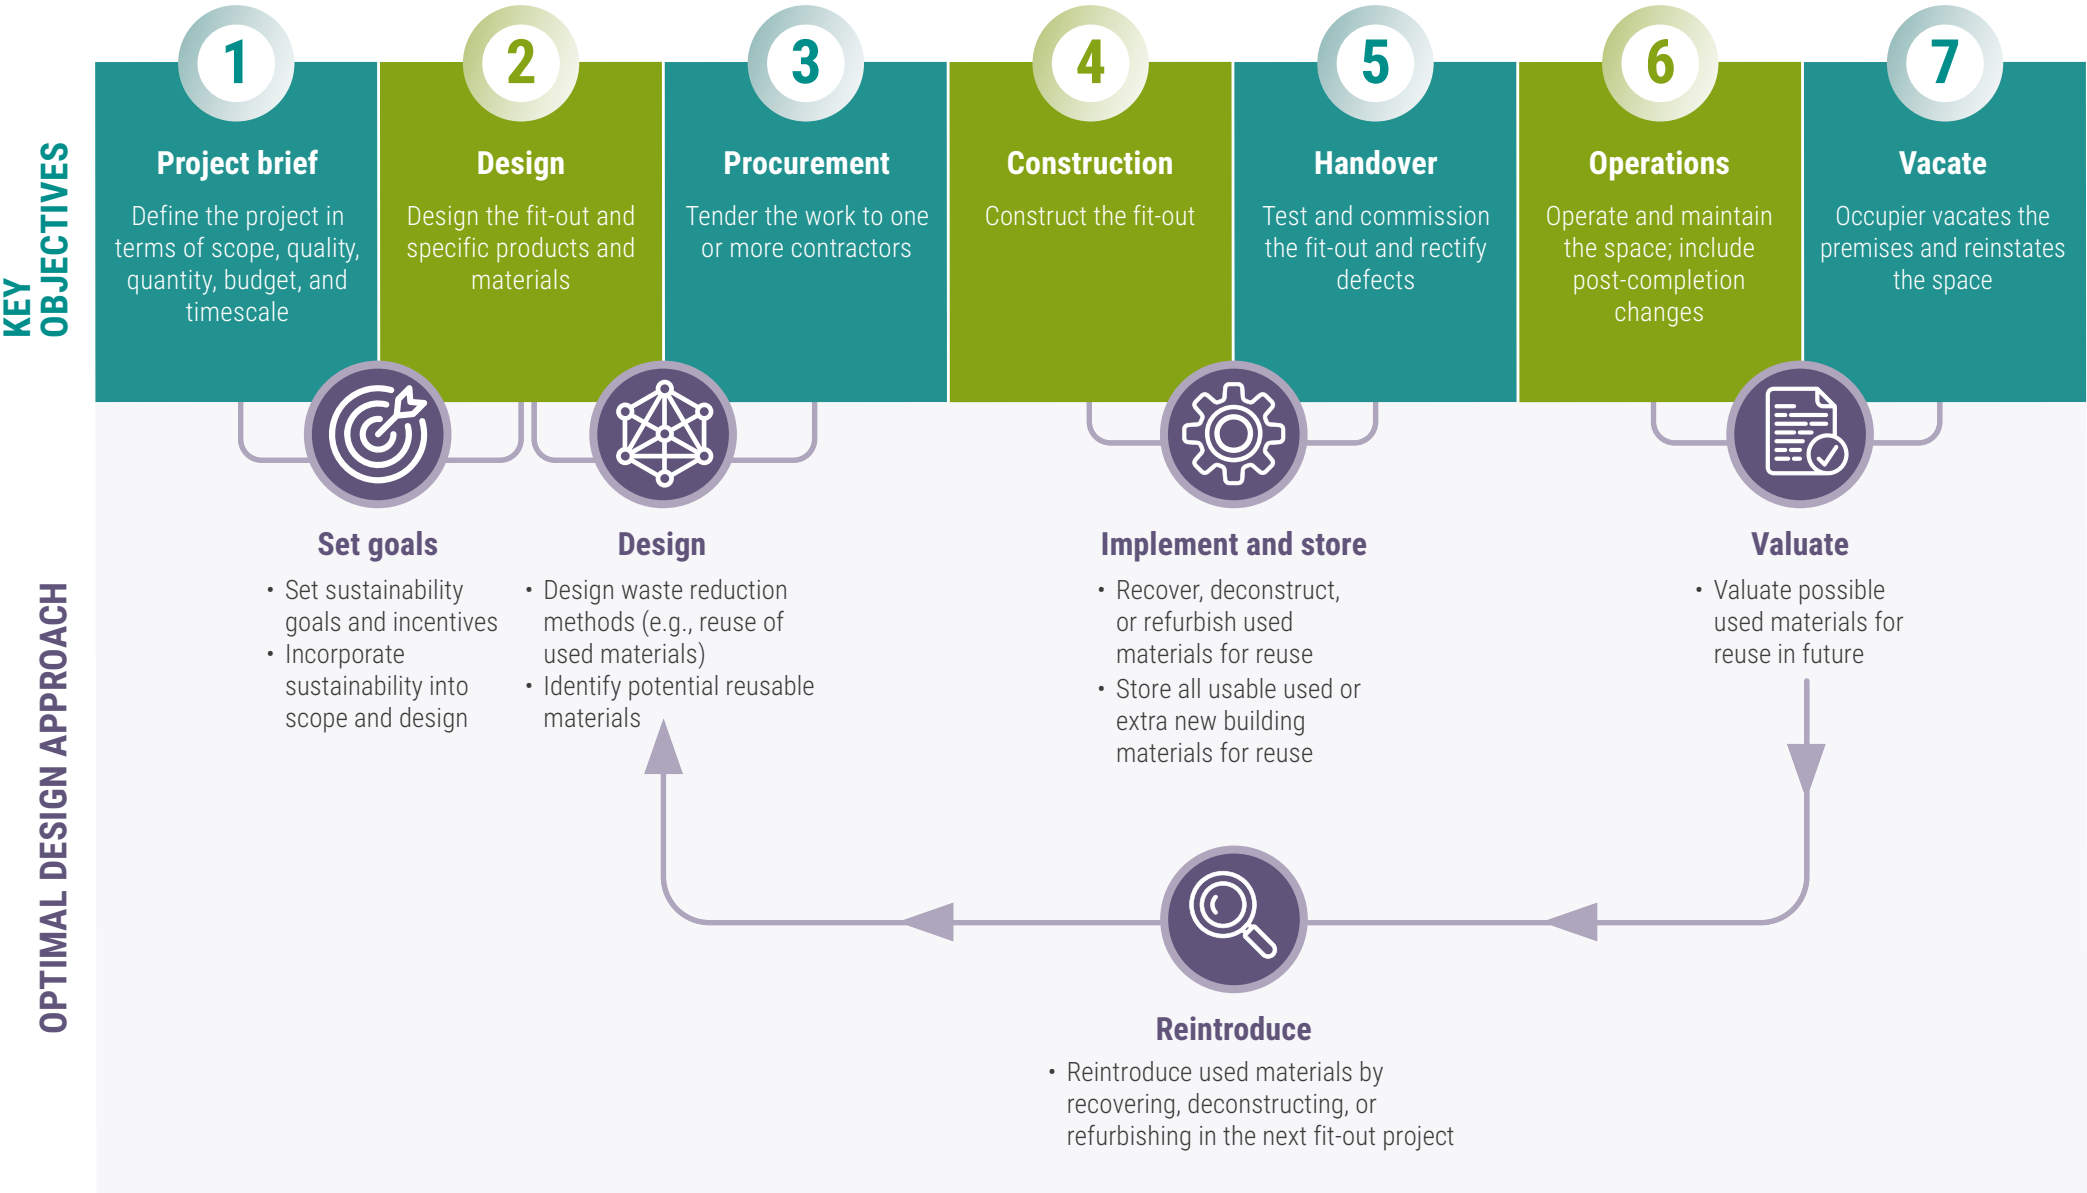 KEY
OBJECTIVES
1
Project brief
Define the project in
terms of scope, quality,
quantity, budget, and
timescale
2
Design
Design the fit-out and
specific products and
materials
3
Procurement
Tender the work to one
or more contractors
4
Construction
Construct the fit-out
5
Handover
Test and commission
the fit-out and rectify
defects
6
Operations
Operate and maintain
the space; include
post-completion
changes
7
Vacate
Occupier vacates the
premises and reinstates
the space
OPTIMAL DESIGN APPROACH
Set goals
• Set sustainability
goals and incentives
• Incorporate
sustainability into
scope and design
Design
• Design waste reduction
methods (e.g., reuse of
used materials)
• Identify potential reusable
materials
Implement and store
• Recover, deconstruct,
or refurbish used
materials for reuse
• Store all usable used or
extra new building
materials for reuse
Valuate
• Valuate possible
used materials for
reuse in future
Reintroduce
• Reintroduce used materials by
recovering, deconstructing, or
refurbishing in the next fit-out project